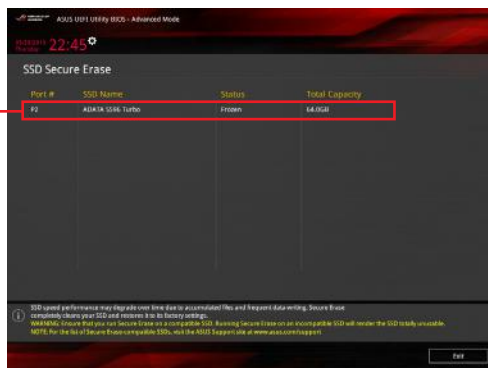 ASUS UEFI Utility BIOS - Advanced Mode
22:45
SSD Secure Erase
Port # SSD Name Status Total Capacity
P2 ADATA S596 Turbo Frozen 64.0GB
SSD speed performance may degrade over time due to accumulated files and frequent data writing. Secure Erase
completely cleans your SSD and restores it to its factory settings.
WARNING: Ensure that you run Secure Erase on a compatible SSD. Running Secure Erase on an incompatible SSD will render the SSD totally unusable.
NOTE: For the list of Secure Erase-compatible SSDs, visit the ASUS Support site at www.asus.com/support
Exit